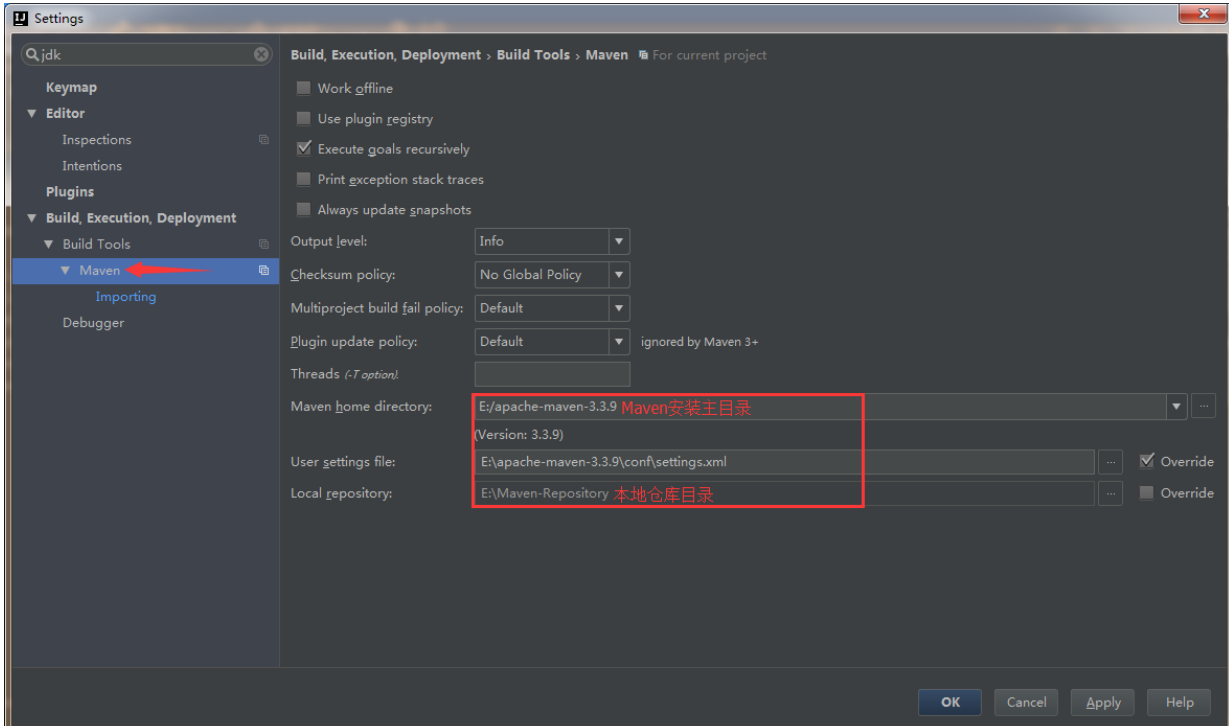 Settings
jdk
Keymap
Editor
Inspections
Intentions
Plugins
Build, Execution, Deployment
Build Tools
Maven
Importing
Debugger
Build, Execution, Deployment › Build Tools › Maven For current project
Work offline
Use plugin registry
Execute goals recursively
Print exception stack traces
Always update snapshots
Output level: Info
Checksum policy: No Global Policy
Multiproject build fail policy: Default
Plugin update policy: Default ignored by Maven 3+
Threads (-T option).
Maven home directory: E:/apache-maven-3.3.9 Maven安装主目录 ...
(Version: 3.3.9)
User settings file: E:\apache-maven-3.3.9\conf\settings.xml ... Override
Local repository: E:\Maven-Repository 本地仓库目录 ... Override
OK Cancel Apply Help